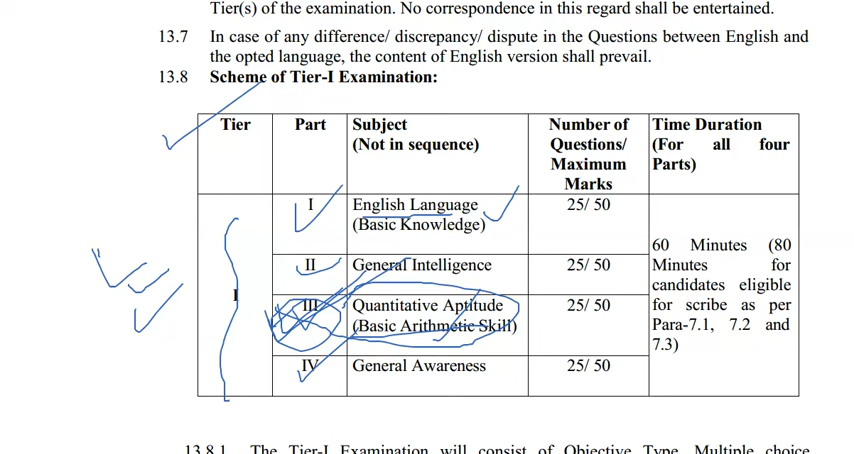 Tier(s) of the examination. No correspondence in this regard shall be entertained.
13.7 In case of any difference/ discrepancy/ dispute in the Questions between English and
the opted language, the content of English version shall prevail.
13.8 Scheme of Tier-I Examination:
Tier Part Subject Number of Time Duration
(Not in sequence) Questions/ (For all four
Maximum Parts)
Marks
I English Language 25/ 50
(Basic Knowledge)
II General Intelligence 25/ 50
I
III Quantitative Aptitude 25/ 50
(Basic Arithmetic Skill)
IV General Awareness 25/ 50
60 Minutes (80
Minutes for
candidates eligible
for scribe as per
Para-7.1, 7.2 and
7.3)
13.8.1 The Tier-I Examination will consist of Objective Type, Multiple choice